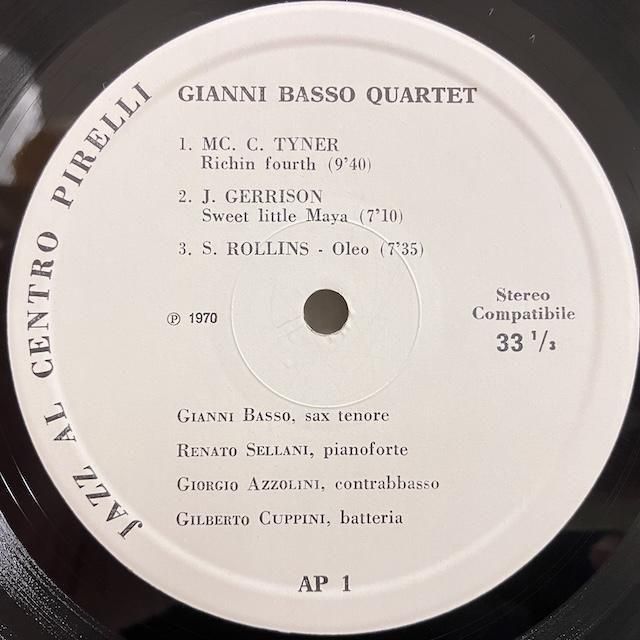 JAZZ AL CENTRO PIRELLI
GIANNI BASSO QUARTET
1. MC. C. TYNER
Richin fourth (9'40)
2. J. GERRISON
Sweet little Maya (7'10)
3. S. ROLLINS - Oleo (7'35)
℗ 1970
Stereo
Compatibile
33 1/3
GIANNI BASSO, sax tenore
RENATO SELLANI, pianoforte
GIORGIO AZZOLINI, contrabbasso
GILBERTO CUPPINI, batteria
AP 1